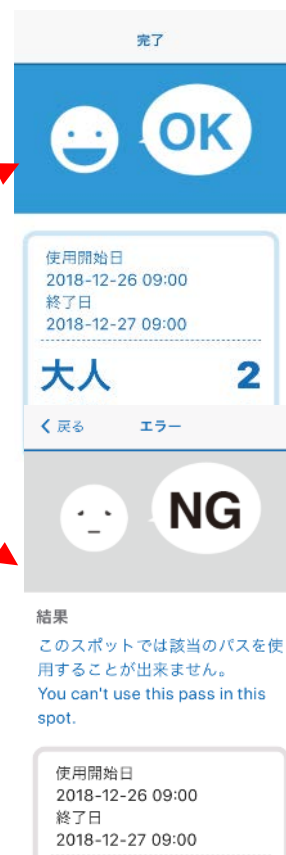 完了
OK
使用開始日
2018-12-26 09:00
終了日
2018-12-27 09:00
大人 2
戻る エラー
NG
結果
このスポットでは該当のパスを使
用することが出来ません。
You can't use this pass in this
spot.
使用開始日
2018-12-26 09:00
終了日
2018-12-27 09:00